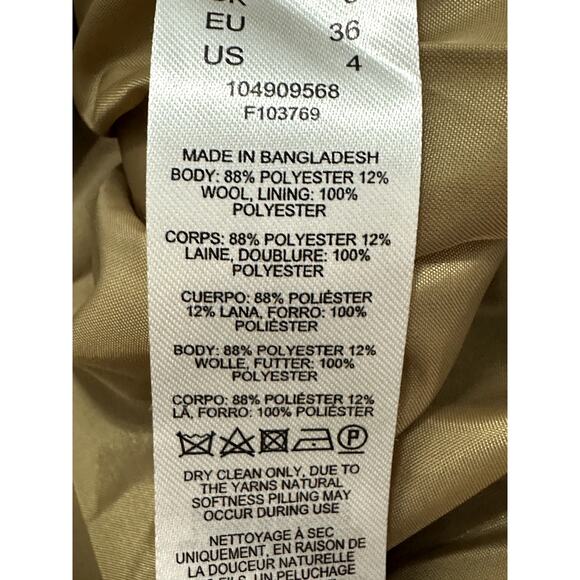 EU 36
US 4
104909568
F103769
MADE IN BANGLADESH
BODY: 88% POLYESTER 12%
WOOL, LINING: 100%
POLYESTER
CORPS: 88% POLYESTER 12%
LAINE, DOUBLURE: 100%
POLYESTER
CUERPO: 88% POLIÉSTER
12% LANA, FORRO: 100%
POLIÉSTER
BODY: 88% POLYESTER 12%
WOLLE, FUTTER: 100%
POLYESTER
CORPO: 88% POLIÉSTER 12%
LÃ, FORRO: 100% POLIÉSTER
P
DRY CLEAN ONLY, DUE TO
THE YARNS NATURAL
SOFTNESS PILLING MAY
OCCUR DURING USE
NETTOYAGE À SEC
UNIQUEMENT, EN RAISON DE
LA DOUCEUR NATURELLE
UN PELUCHAGE